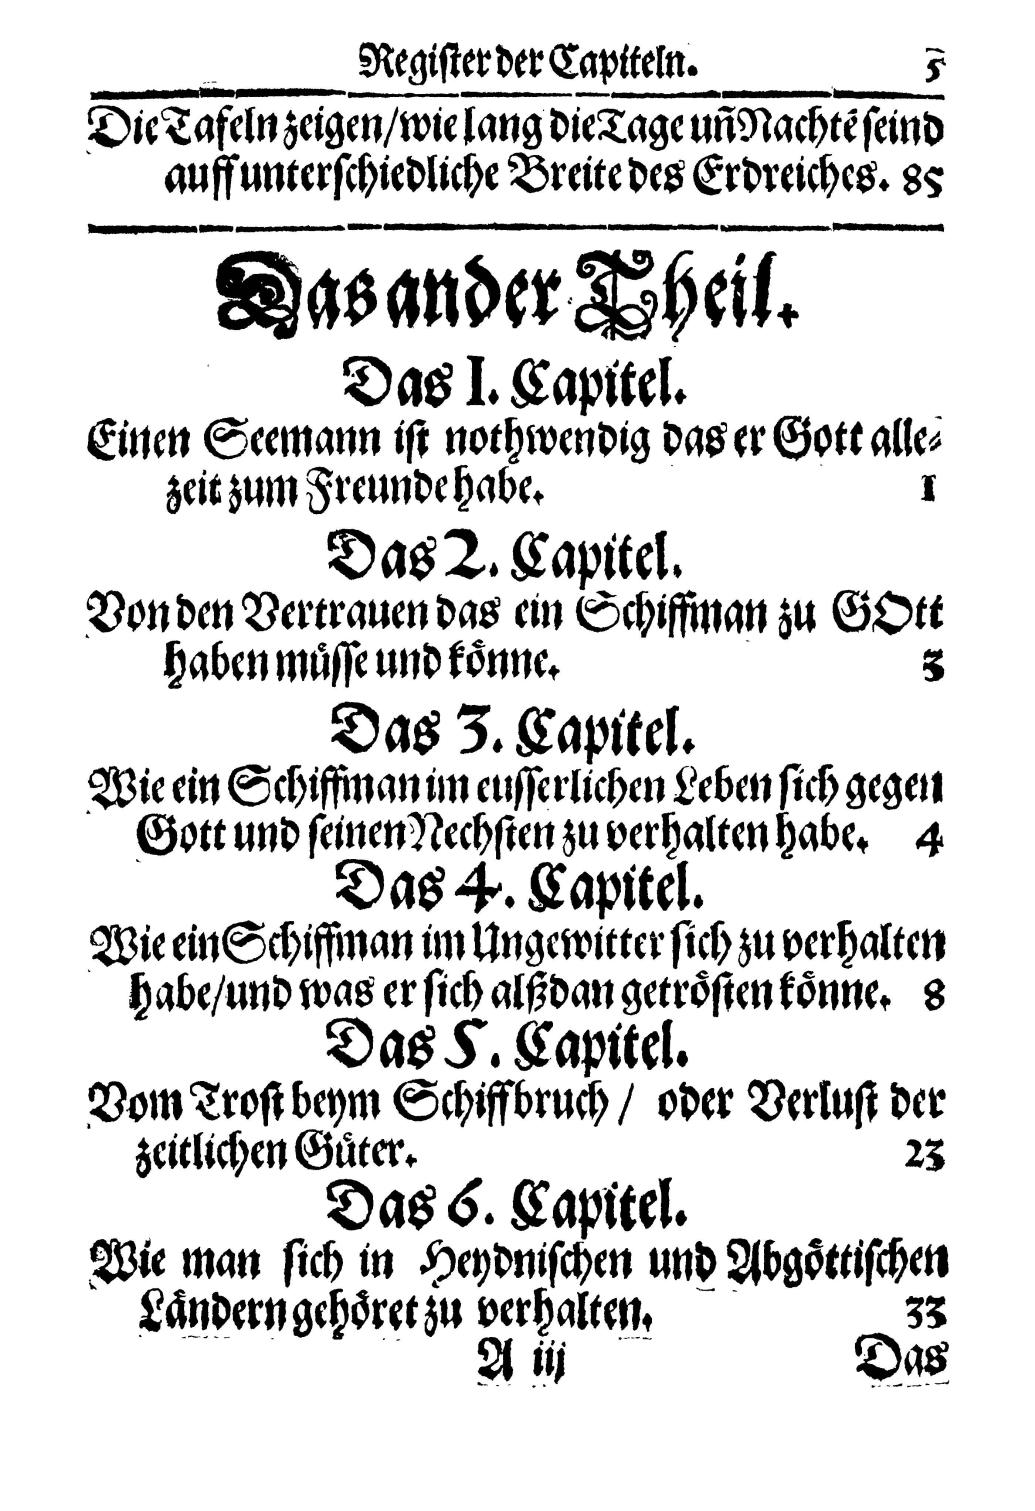 Register der Capiteln. 5
Die Tafeln zeigen/wie lang die Tage uñ Nachtē seind
auff unterschiedliche Breite des Erdreiches. 85
Das ander Theil.
Das 1. Capitel.
Einen Seemann ist nothwendig das er Gott alle-
zeit zum Freunde habe. 1
Das 2. Capitel.
Von den Vertrauen das ein Schiffman zu GOtt
haben müsse und könne. 3
Das 3. Capitel.
Wie ein Schiffman im eusserlichen Leben sich gegen
Gott und seinen Nechsten zu verhalten habe. 4
Das 4. Capitel.
Wie ein Schiffman im Ungewitter sich zu verhalten
habe/und was er sich alßdan getrösten könne. 8
Das 5. Capitel.
Vom Trost beym Schiffbruch / oder Verlust der
zeitlichen Güter. 23
Das 6. Capitel.
Wie man sich in Heydnischen und Abgöttischen
Ländern gehöret zu verhalten. 33
A iij Das